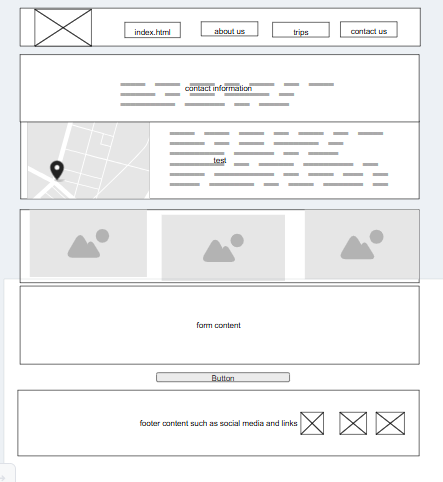 index.html
about us
trips
contact us
contact information
test
form content
Button
footer content such as social media and links